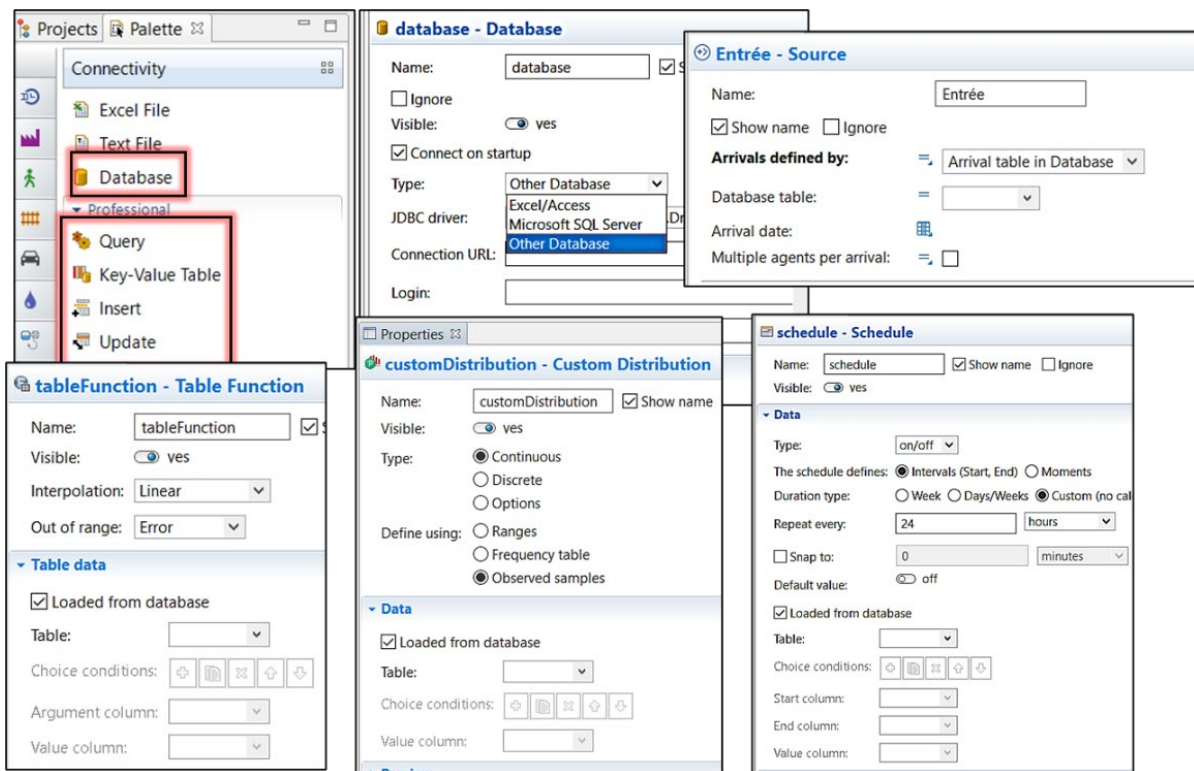 Projects Palette
Connectivity
Excel File
Text File
Database
Professional
Query
Key-Value Table
Insert
Update
database - Database
Name: database
Ignore
Visible: yes
Connect on startup
Type: Other Database
Excel/Access
Microsoft SQL Server
Other Database
JDBC driver:
Connection URL:
Login:
Entrée - Source
Name: Entrée
Show name Ignore
Arrivals defined by: Arrival table in Database
Database table:
Arrival date:
Multiple agents per arrival:
tableFunction - Table Function
Name: tableFunction
Visible: yes
Interpolation: Linear
Out of range: Error
Table data
Loaded from database
Table:
Choice conditions:
Argument column:
Value column:
Properties
customDistribution - Custom Distribution
Name: customDistribution Show name
Visible: yes
Type: Continuous
Discrete
Options
Define using: Ranges
Frequency table
Observed samples
Data
Loaded from database
Table:
Choice conditions:
Value column:
schedule - Schedule
Name: schedule Show name Ignore
Visible: yes
Data
Type: on/off
The schedule defines: Intervals (Start, End) Moments
Duration type: Week Days/Weeks Custom (no cal
Repeat every: 24 hours
Snap to: 0 minutes
Default value: off
Loaded from database
Table:
Choice conditions:
Start column:
End column:
Value column: